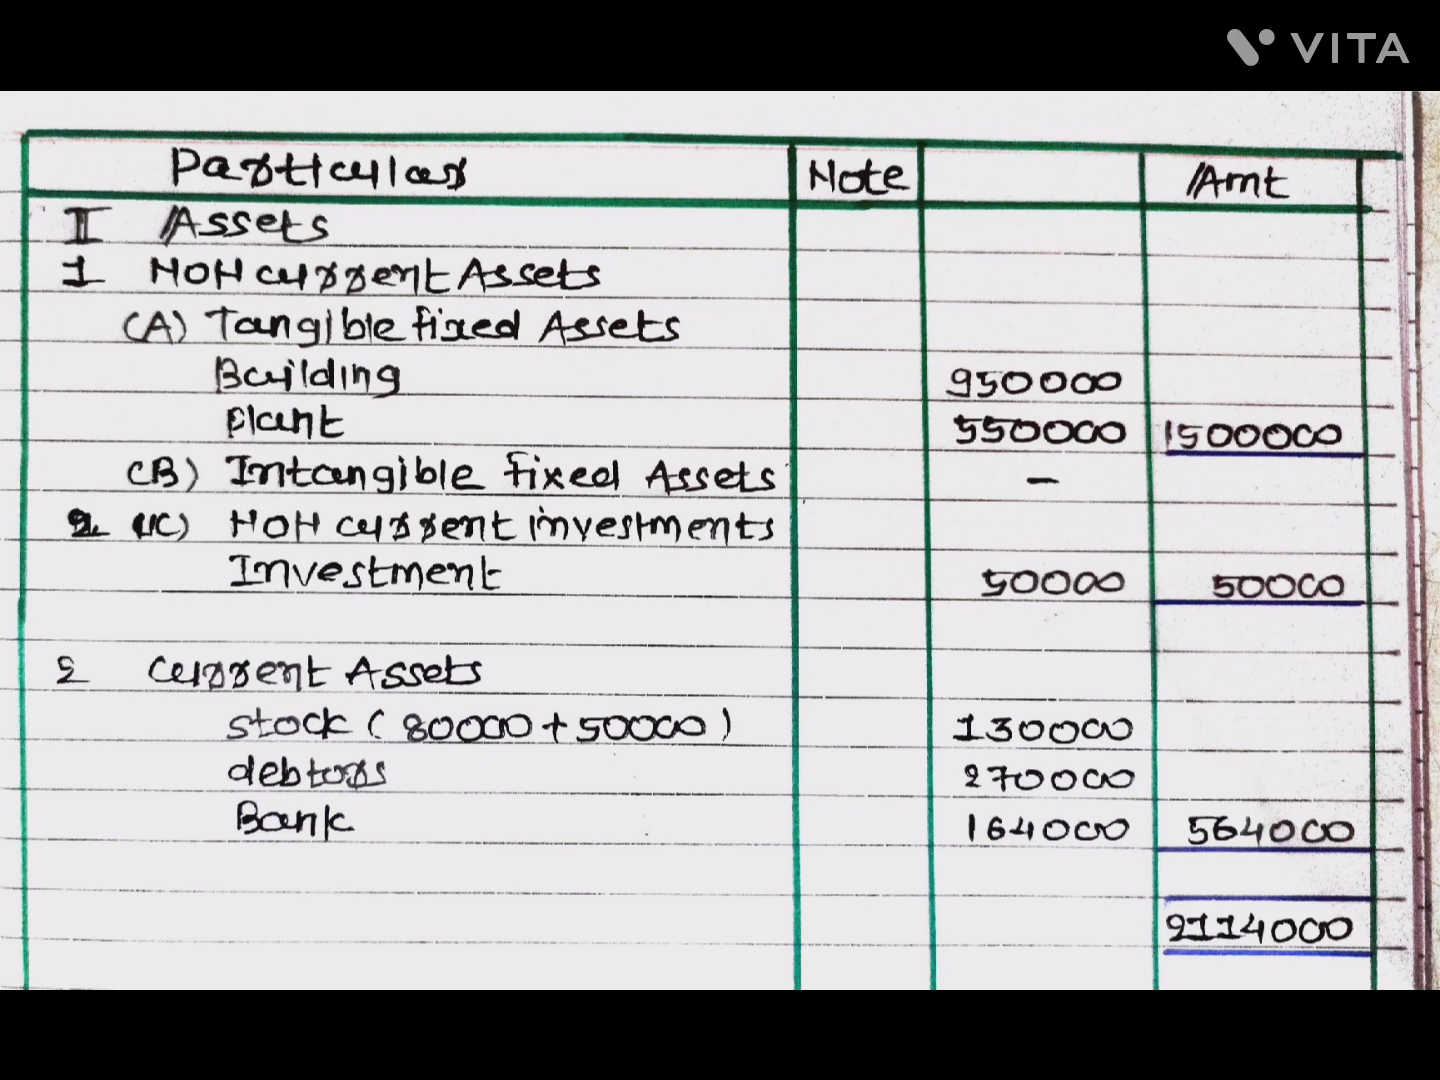 VITA
Particular Note Amt
II Assets
1 Non current Assets
(A) Tangible fixed Assets
Building 950000
Plant 550000 1500000
(B) Intangible fixed Assets –
(C) Non current investments
Investment 50000 50000
2 Current Assets
stock (80000+50000) 130000
debtors 270000
Bank 164000 564000
2114000